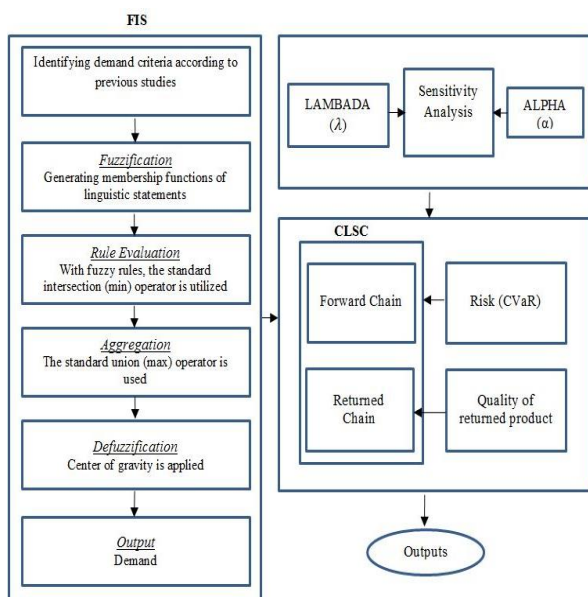 FIS
Identifying demand criteria according to
previous studies
Fuzzification
Generating membership functions of
linguistic statements
Rule Evaluation
With fuzzy rules, the standard
intersection (min) operator is utilized
Aggregation
The standard union (max) operator is
used
Defuzzification
Center of gravity is applied
Output
Demand
LAMBADA
(λ)
Sensitivity
Analysis
ALPHA
(α)
CLSC
Forward Chain
Risk (CVaR)
Returned
Chain
Quality of
returned product
Outputs